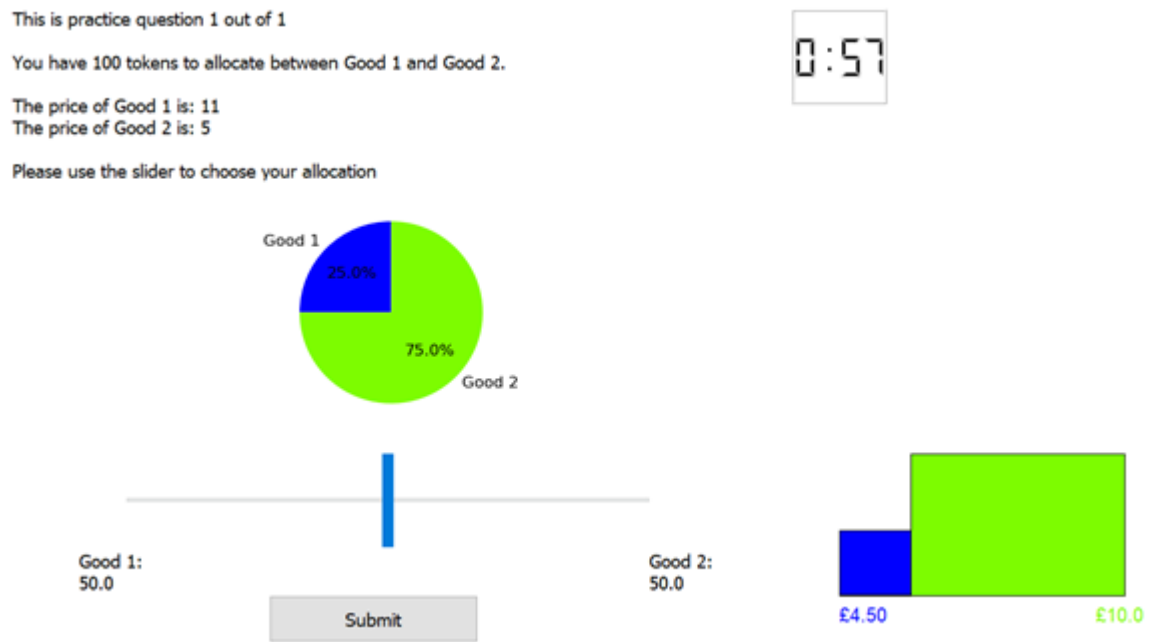 This is practice question 1 out of 1
0:57
You have 100 tokens to allocate between Good 1 and Good 2.
The price of Good 1 is: 11
The price of Good 2 is: 5
Please use the slider to choose your allocation
Good 1
25.0%
75.0%
Good 2
Good 1:
50.0
Good 2:
50.0
Submit
£4.50
£10.0